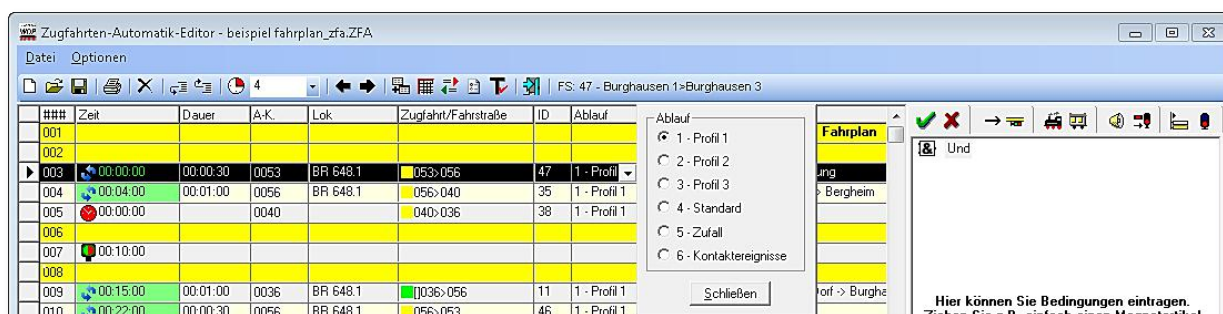 Zugfahrten-Automatik-Editor - beispiel fahrplan_zfa.ZFA
Datei Optionen
4 FS: 47 - Burghausen 1>Burghausen 3
### Zeit Dauer A-K. Lok Zugfahrt/Fahrstraße ID Ablauf
001 Fahrplan
002
003 00:00:00 00:00:30 0053 BR 648.1 053>056 47 1 - Profil
004 00:04:00 00:01:00 0056 BR 648.1 056>040 35 1 - Profil 1 > Bergheim
005 00:00:00 0040 040>036 38 1 - Profil 1
006
007 00:10:00
008
009 00:15:00 00:01:00 0036 BR 648.1 []036>056 11 1 - Profil 1 orf -> Burgha
010 00:22:00 00:00:30 0056 BR 648.1 056>053 46 1 - Profil 1
Ablauf
1 - Profil 1
2 - Profil 2
3 - Profil 3
4 - Standard
5 - Zufall
6 - Kontaktereignisse
Schließen
& Und
Hier können Sie Bedingungen eintragen.
Ziehen Sie z.B. einfach einen Magnetartikel